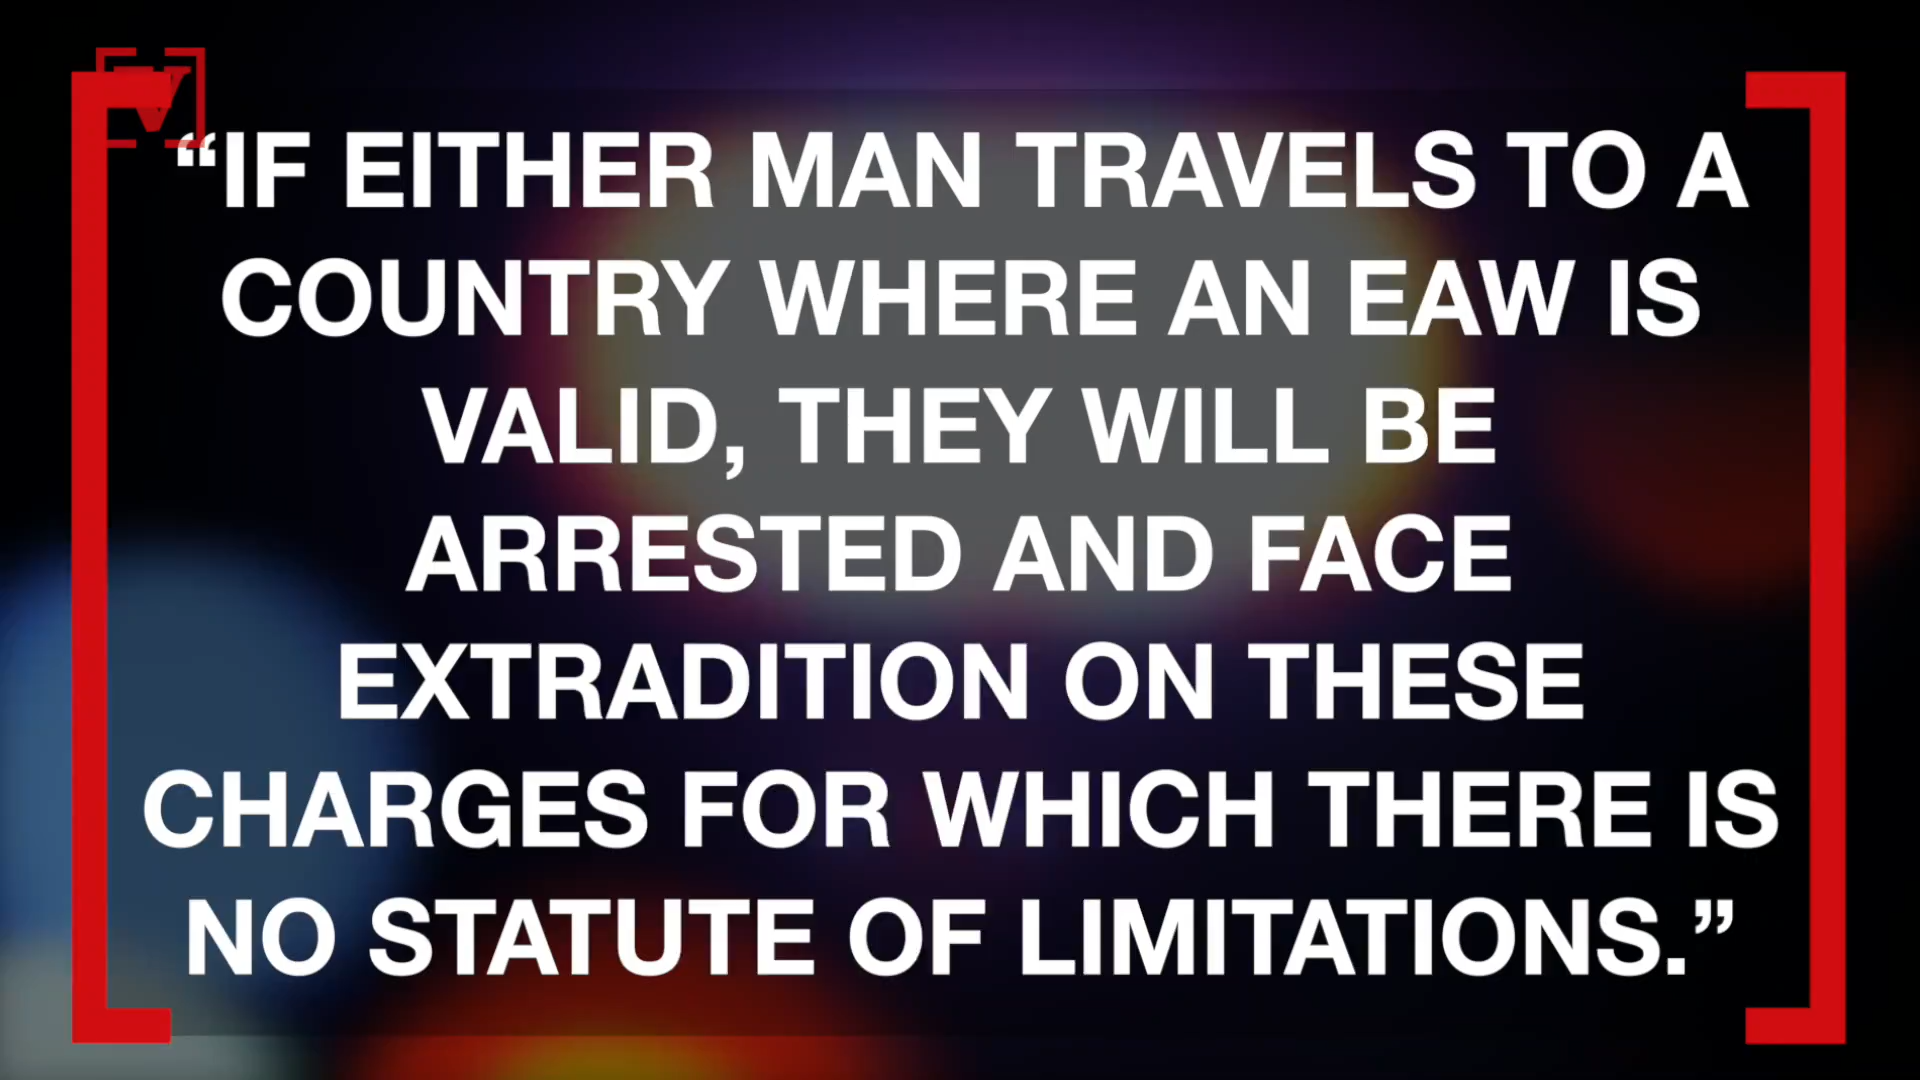 V
“IF EITHER MAN TRAVELS TO A
COUNTRY WHERE AN EAW IS
VALID, THEY WILL BE
ARRESTED AND FACE
EXTRADITION ON THESE
CHARGES FOR WHICH THERE IS
NO STATUTE OF LIMITATIONS.”